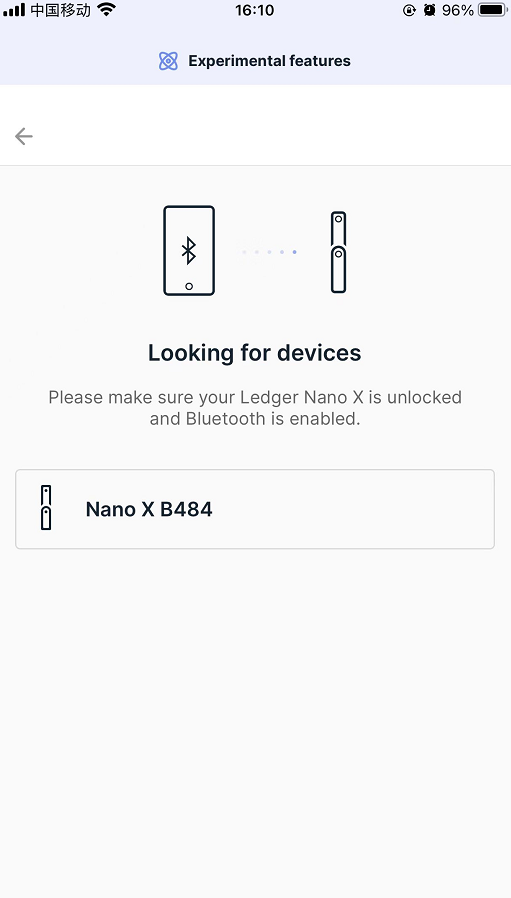 中国移动 16:10 96%
Experimental features
Looking for devices
Please make sure your Ledger Nano X is unlocked
and Bluetooth is enabled.
Nano X B484